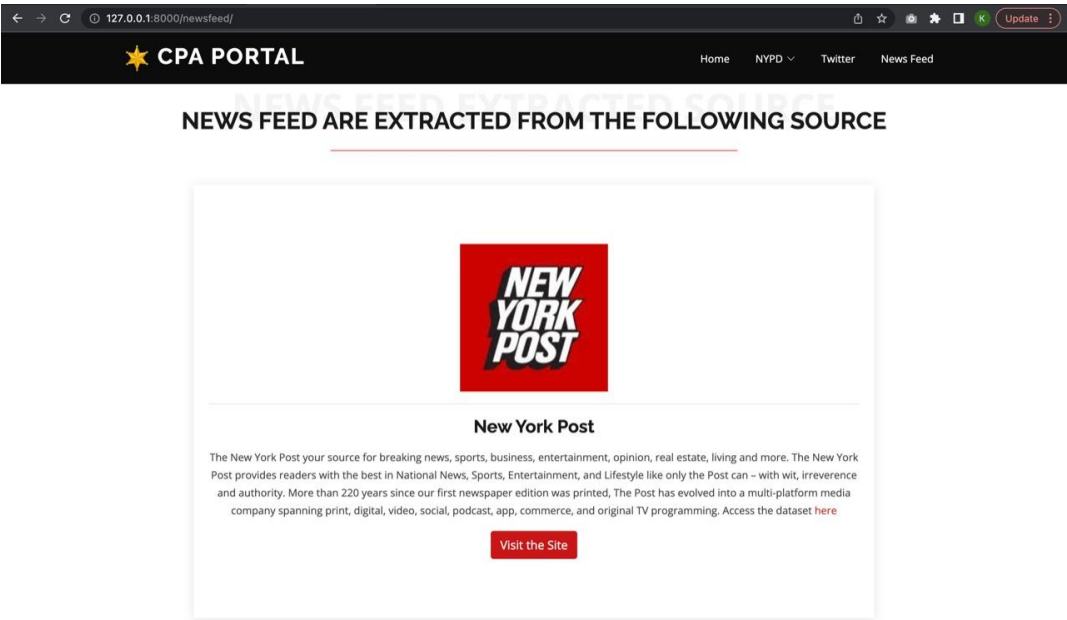 127.0.0.1:8000/newsfeed/
K
Update
CPA PORTAL
Home
NYPD
Twitter
News Feed
NEWS FEED EXTRACTED SOURCE
NEWS FEED ARE EXTRACTED FROM THE FOLLOWING SOURCE
NEW
YORK
POST
New York Post
The New York Post your source for breaking news, sports, business, entertainment, opinion, real estate, living and more. The New York
Post provides readers with the best in National News, Sports, Entertainment, and Lifestyle like only the Post can – with wit, irreverence
and authority. More than 220 years since our first newspaper edition was printed, The Post has evolved into a multi-platform media
company spanning print, digital, video, social, podcast, app, commerce, and original TV programming. Access the dataset here
Visit the Site